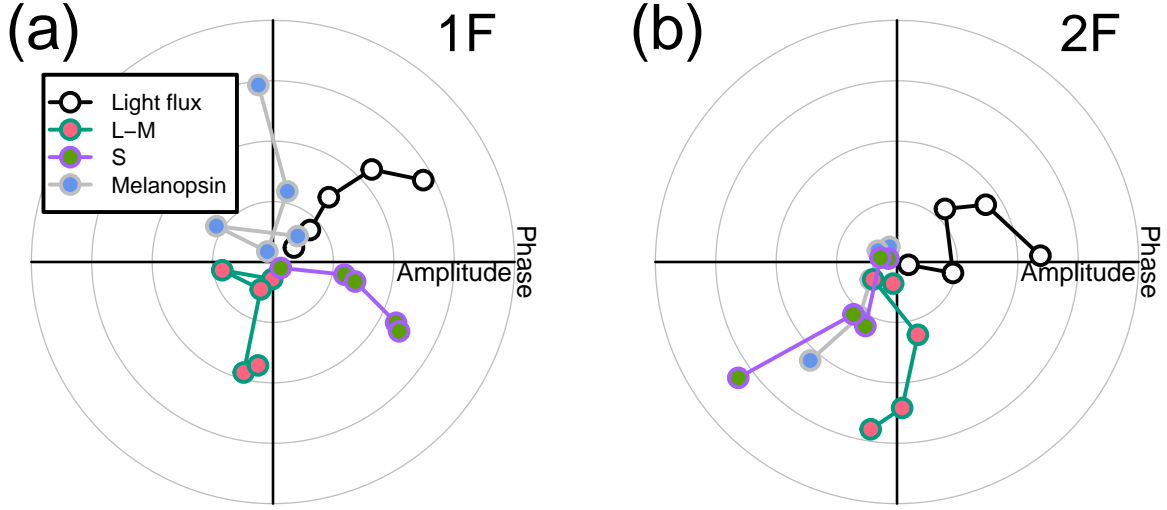 (a)
1F
Light flux
L−M
S
Melanopsin
Amplitude
Phase
(b)
2F
Amplitude
Phase